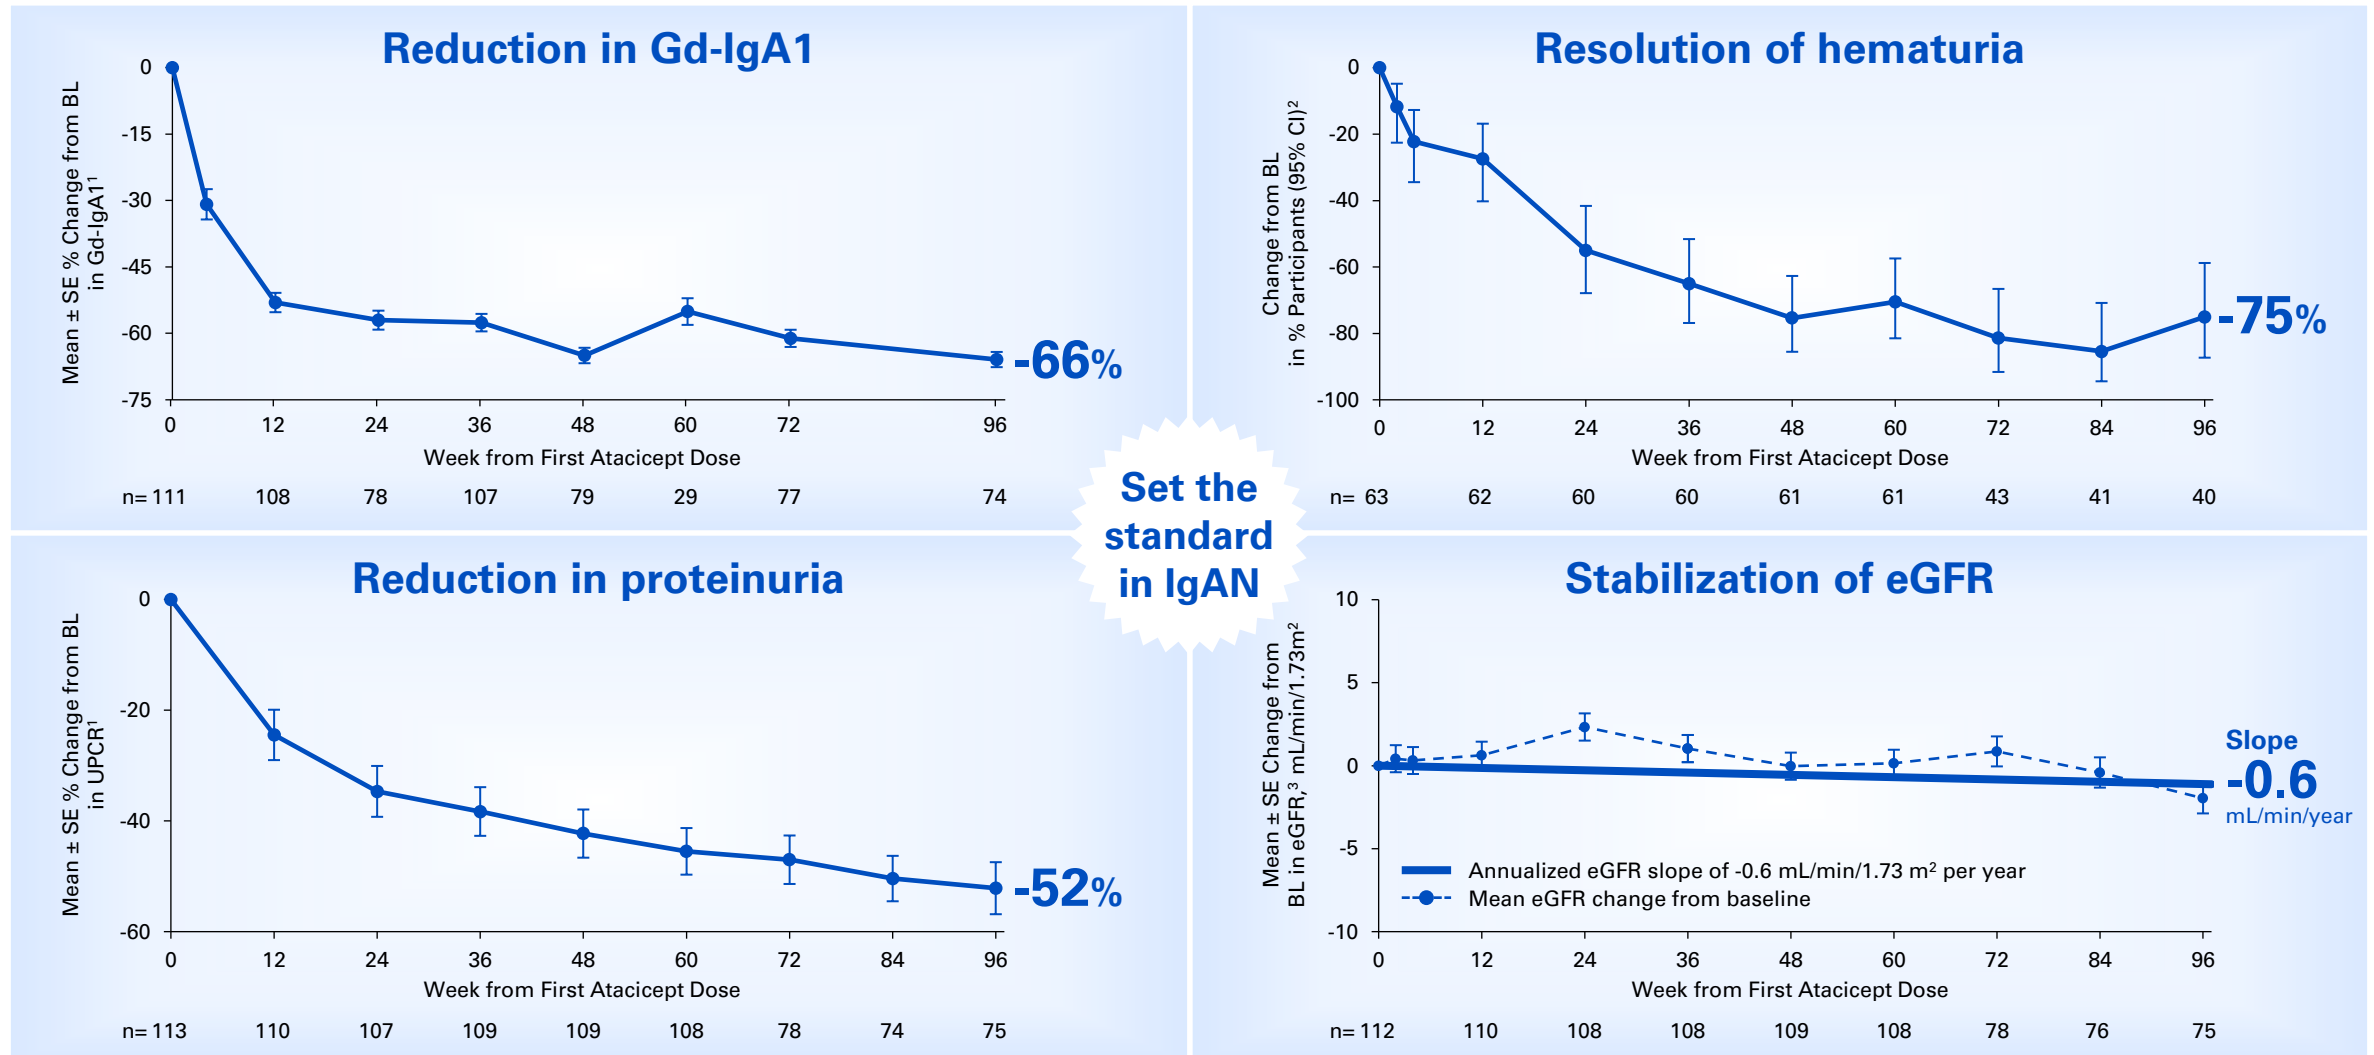 Reduction in Gd-IgA1
Mean ± SE % Change from BL
in Gd-IgA1¹
0
-15
-30
-45
-60
-75
-66%
0 12 24 36 48 60 72 96
Week from First Atacicept Dose
n= 111 108 78 107 79 29 77 74
Resolution of hematuria
Change from BL
in % Participants (95% CI)²
0
-20
-40
-60
-80
-100
-75%
0 12 24 36 48 60 72 84 96
Week from First Atacicept Dose
n= 63 62 60 60 61 61 43 41 40
Set the
standard
in IgAN
Reduction in proteinuria
Mean ± SE % Change from BL
in UPCR¹
0
-20
-40
-60
-52%
0 12 24 36 48 60 72 84 96
Week from First Atacicept Dose
n= 113 110 107 109 109 108 78 74 75
Stabilization of eGFR
Mean ± SE Change from
BL in eGFR,³ mL/min/1.73m²
10
5
0
-5
-10
Slope
-0.6
mL/min/year
Annualized eGFR slope of -0.6 mL/min/1.73 m² per year
Mean eGFR change from baseline
0 12 24 36 48 60 72 84 96
Week from First Atacicept Dose
n= 112 110 108 108 109 108 78 76 75